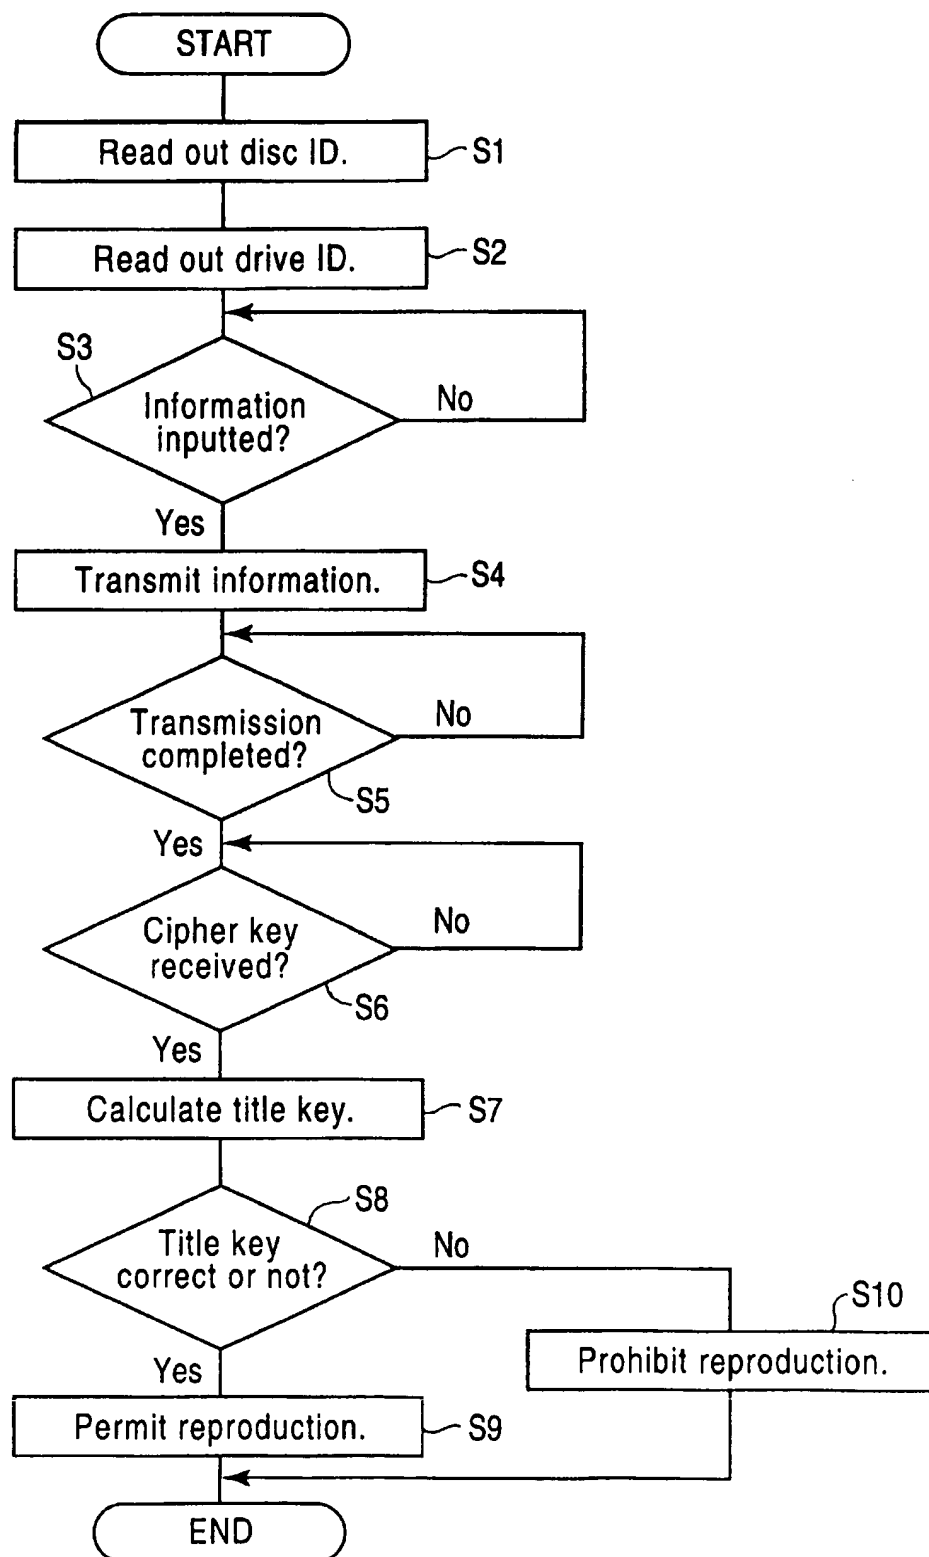 START
Read out disc ID.
S1
Read out drive ID.
S2
S3
Information
inputted?
No
Yes
Transmit information.
S4
Transmission
completed?
No
S5
Yes
Cipher key
received?
No
S6
Yes
Calculate title key.
S7
S8
Title key
correct or not?
No
S10
Prohibit reproduction.
Yes
Permit reproduction.
S9
END